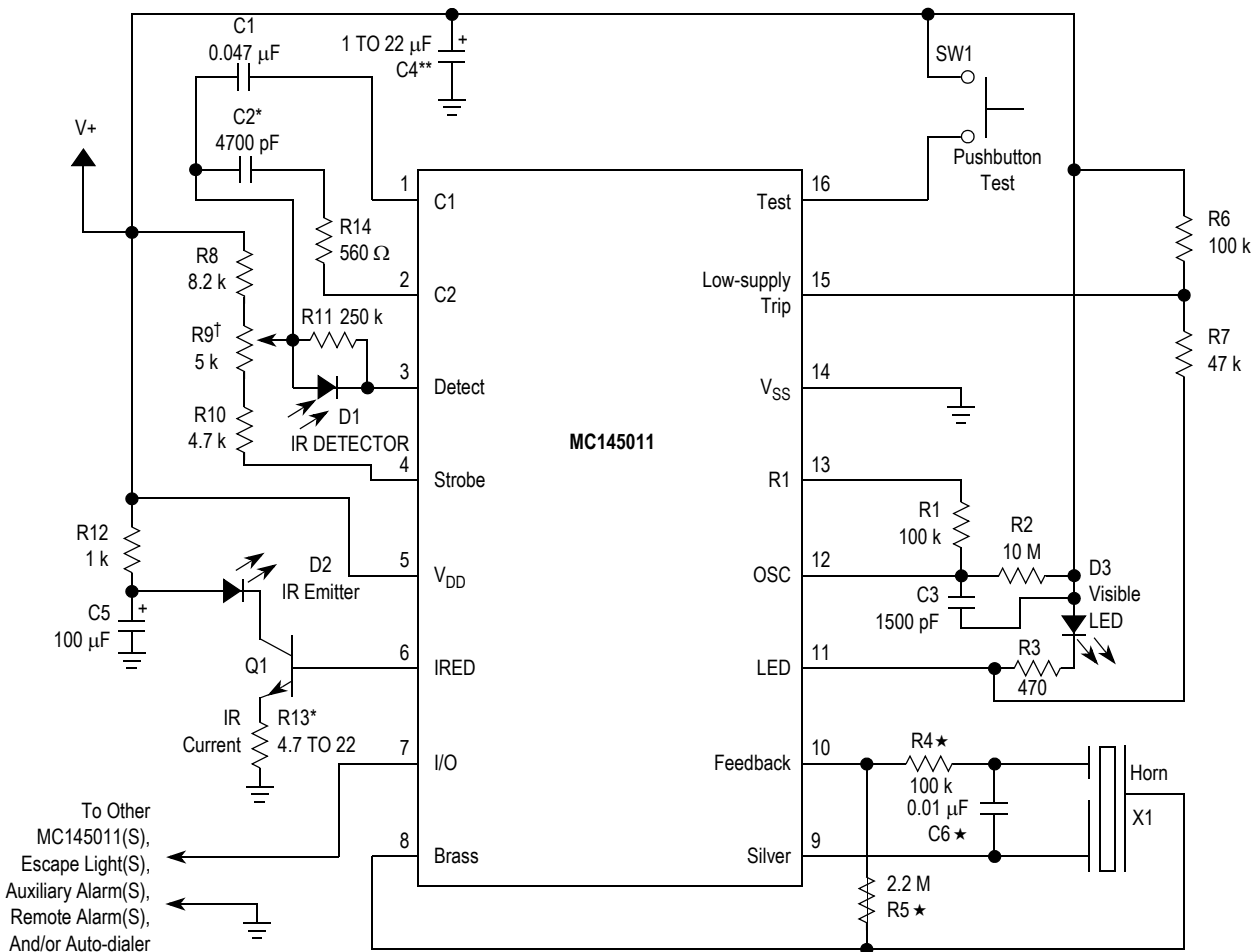 C1
0.047 μF
1 TO 22 μF
+
C4**
SW1
C2*
4700 pF
V+
Pushbutton
Test
1
C1
16
Test
R14
560 Ω
R6
100 k
R8
8.2 k
2
C2
Low-supply
Trip
15
R11 250 k
R9†
5 k
R7
47 k
3
Detect
14
VSS
D1
IR DETECTOR
R10
4.7 k
MC145011
4
Strobe
13
R1
R1
100 k
R2
10 M
R12
1 k
D2
IR Emitter
5
VDD
12
OSC
D3
Visible
LED
C3
1500 pF
C5
100 μF
+
Q1
6
IRED
11
LED
R3
470
IR
Current
R13*
4.7 TO 22
7
I/O
10
Feedback
R4★
100 k
0.01 μF
C6★
Horn
X1
To Other
MC145011(S),
Escape Light(S),
Auxiliary Alarm(S),
Remote Alarm(S),
And/or Auto-dialer
8
Brass
9
Silver
2.2 M
R5★